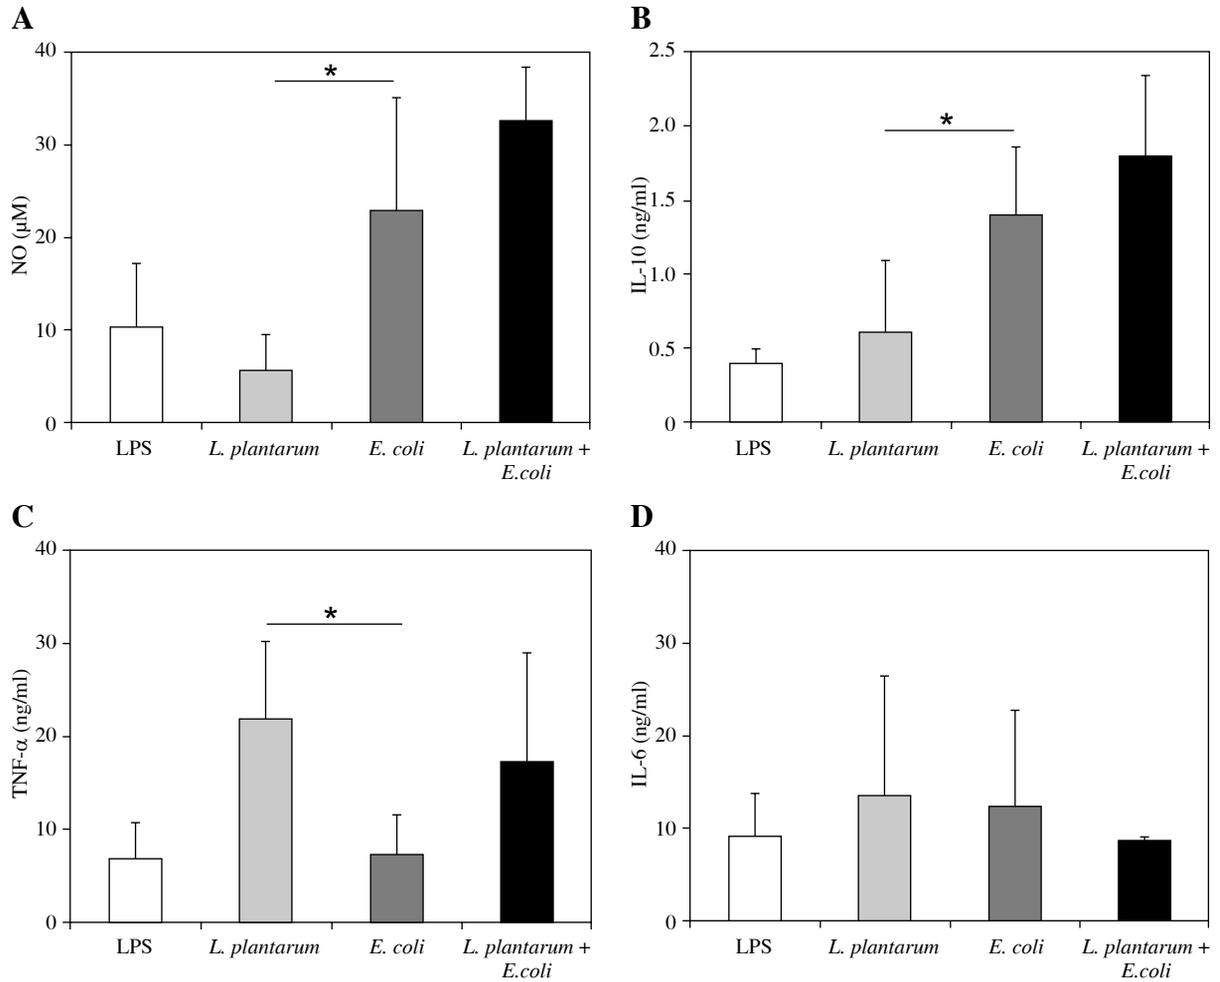 A
B
40
30
20
10
0
NO (µM)
*
LPS
L. plantarum
E. coli
L. plantarum +
E.coli
2.5
2.0
1.5
1.0
0.5
0
IL-10 (ng/ml)
*
LPS
L. plantarum
E. coli
L. plantarum +
E.coli
C
D
40
30
20
10
0
TNF-α (ng/ml)
*
LPS
L. plantarum
E. coli
L. plantarum +
E.coli
40
30
20
10
0
IL-6 (ng/ml)
LPS
L. plantarum
E. coli
L. plantarum +
E.coli